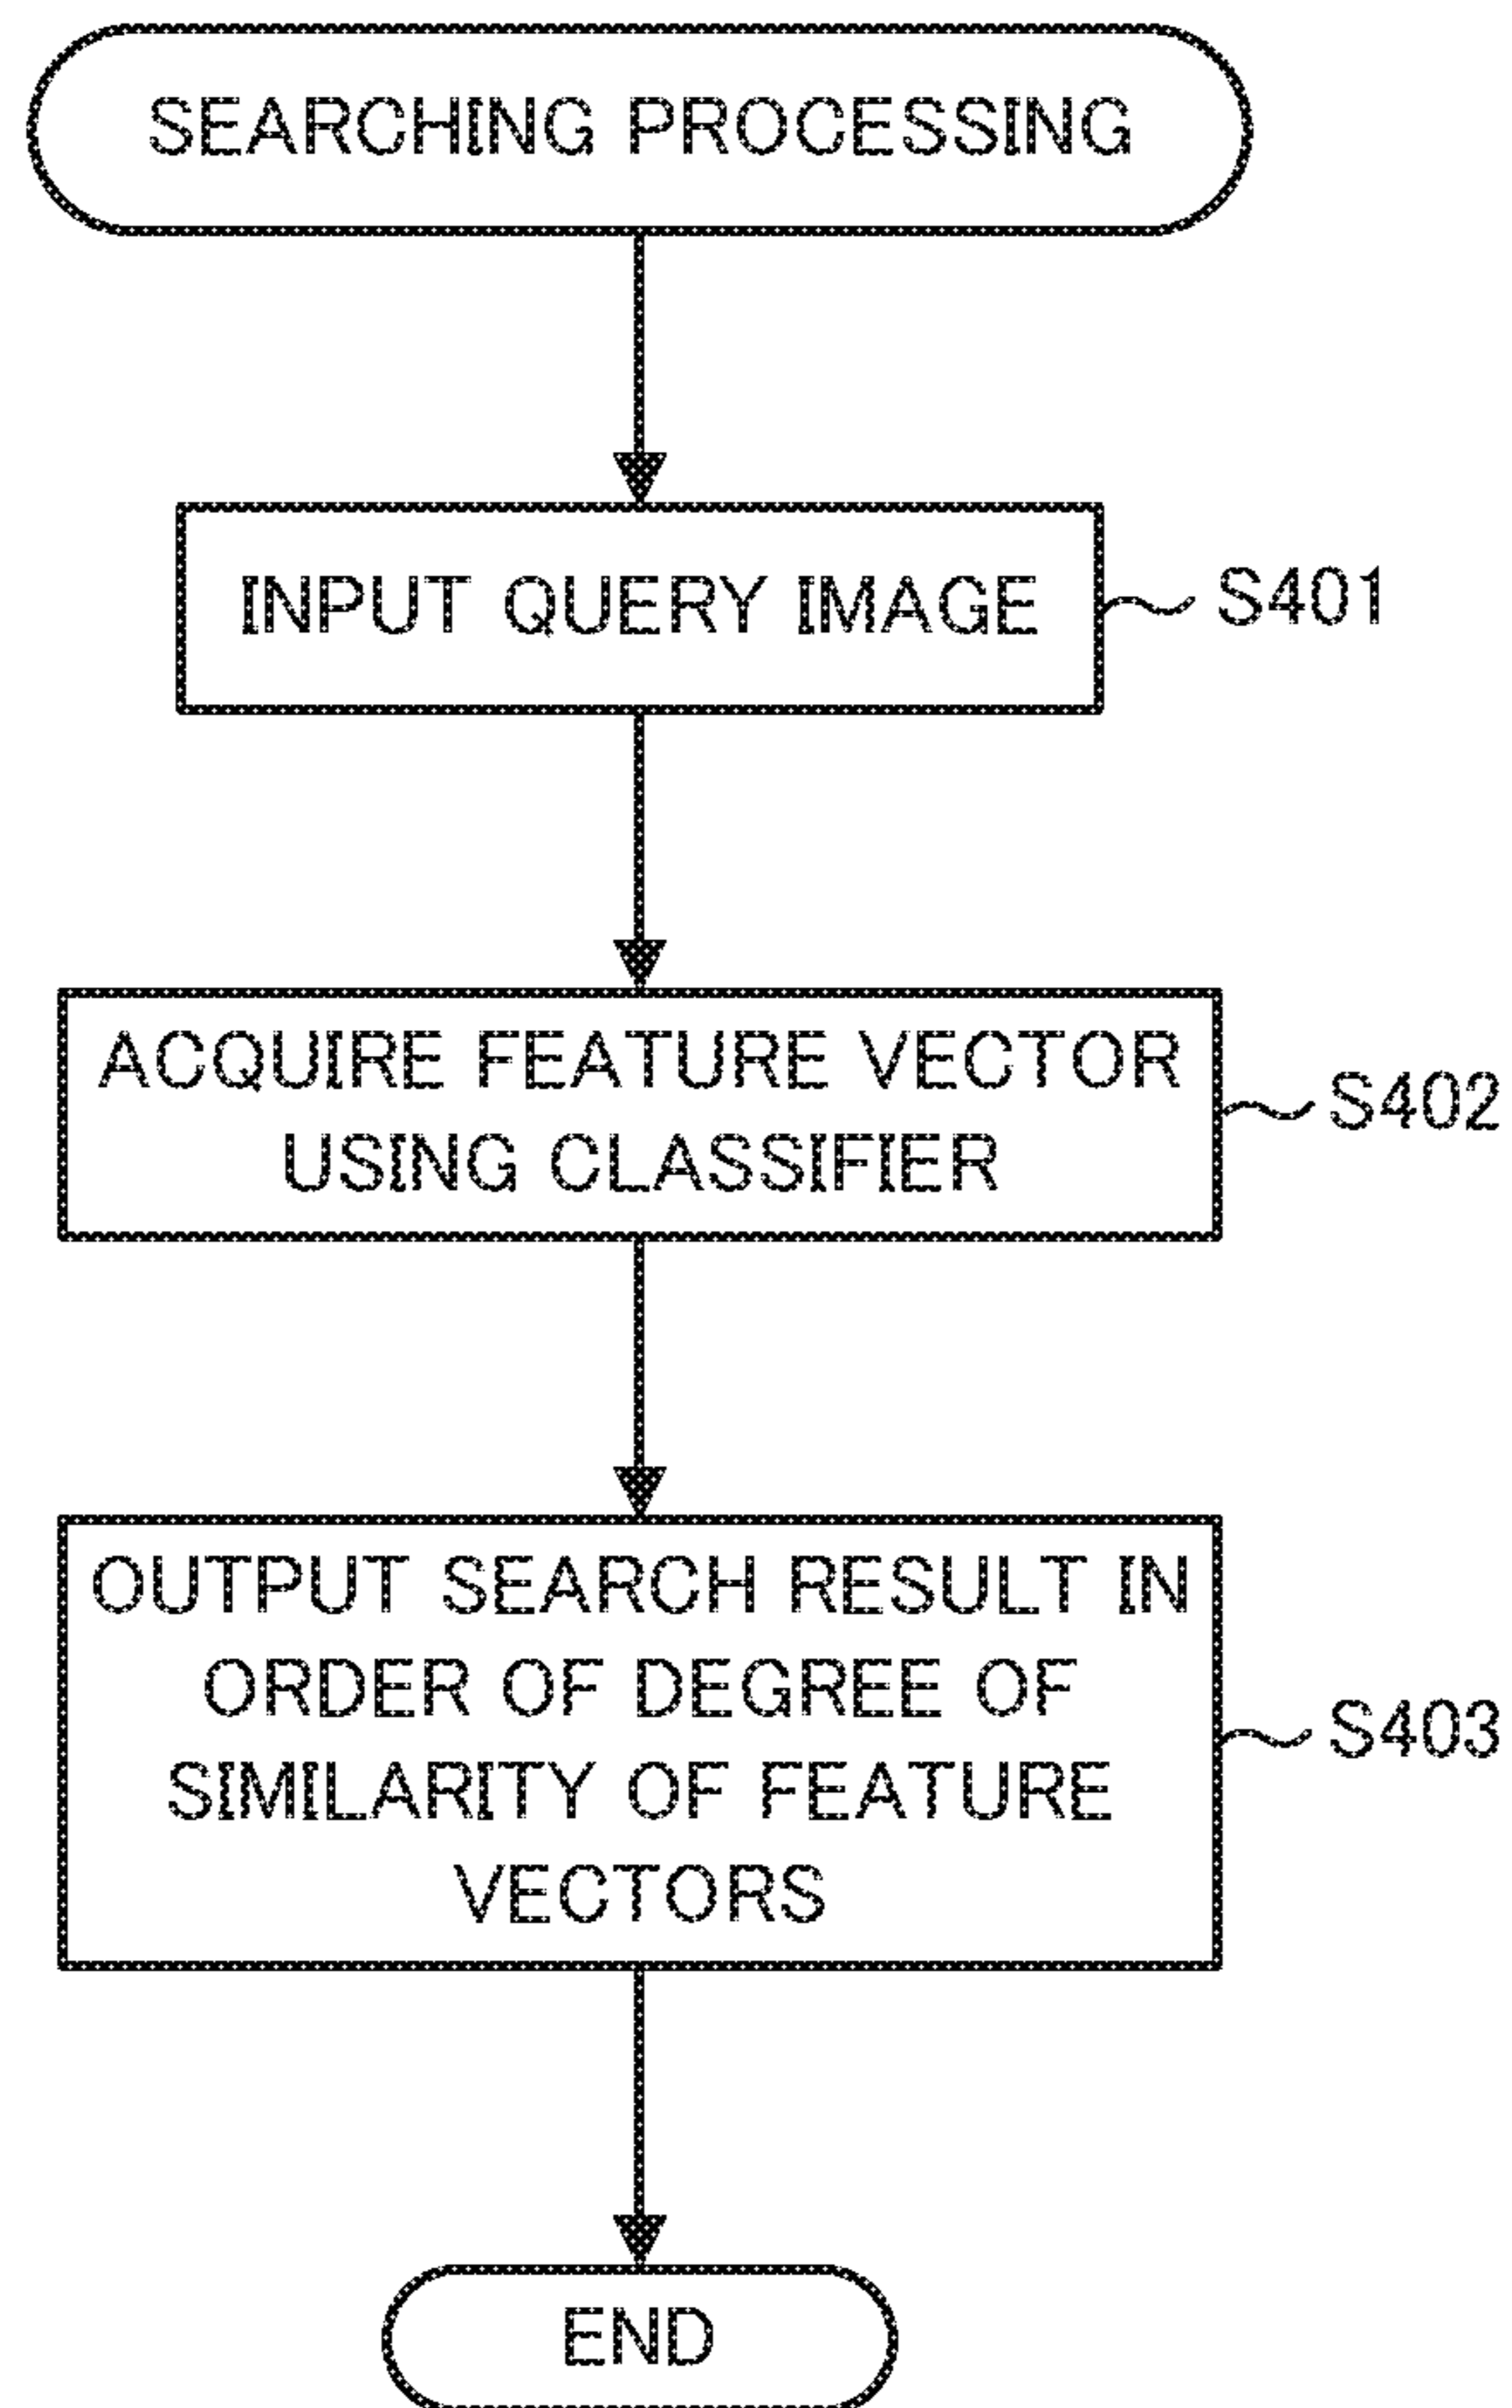 SEARCHING PROCESSING
INPUT QUERY IMAGE
S401
ACQUIRE FEATURE VECTOR
USING CLASSIFIER
S402
OUTPUT SEARCH RESULT IN
ORDER OF DEGREE OF
SIMILARITY OF FEATURE
VECTORS
S403
END